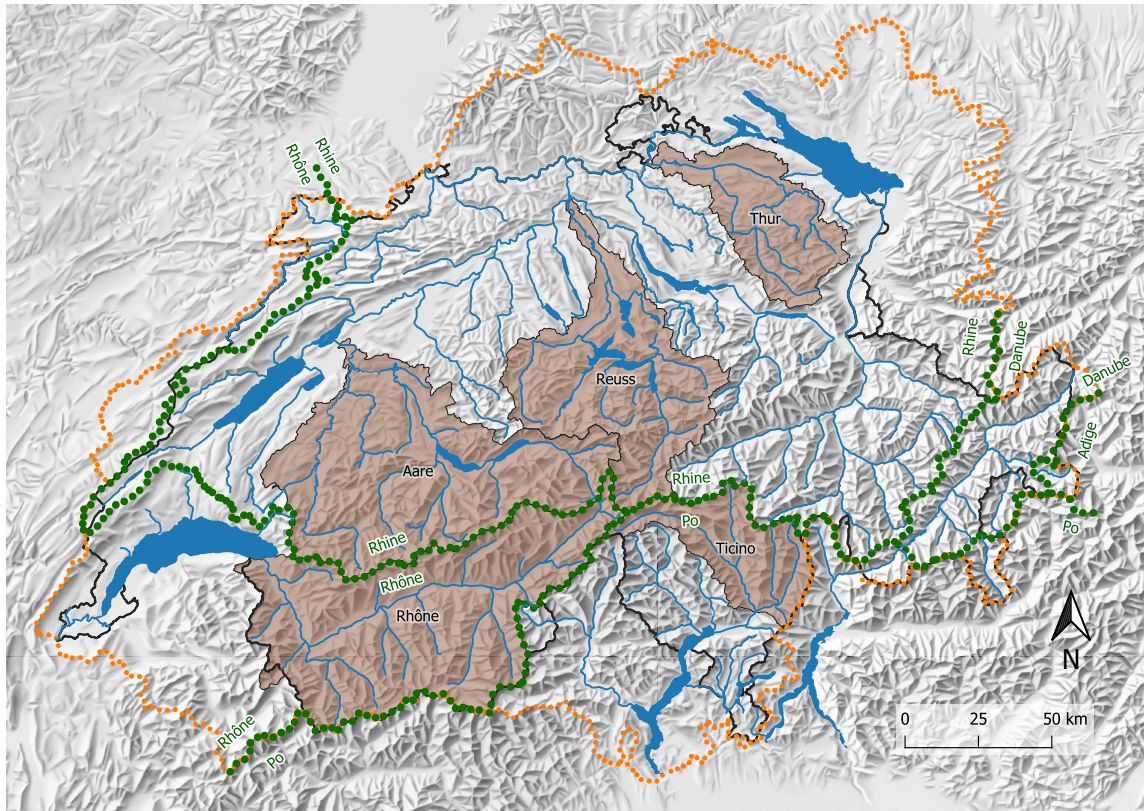 Rhine
Rhône
Thur
Rhine
Danube
Danube
Reuss
Adige
Aare
Rhine
Po
Po
Rhine
Ticino
Rhône
Rhône
N
0 25 50 km
Rhône
Po